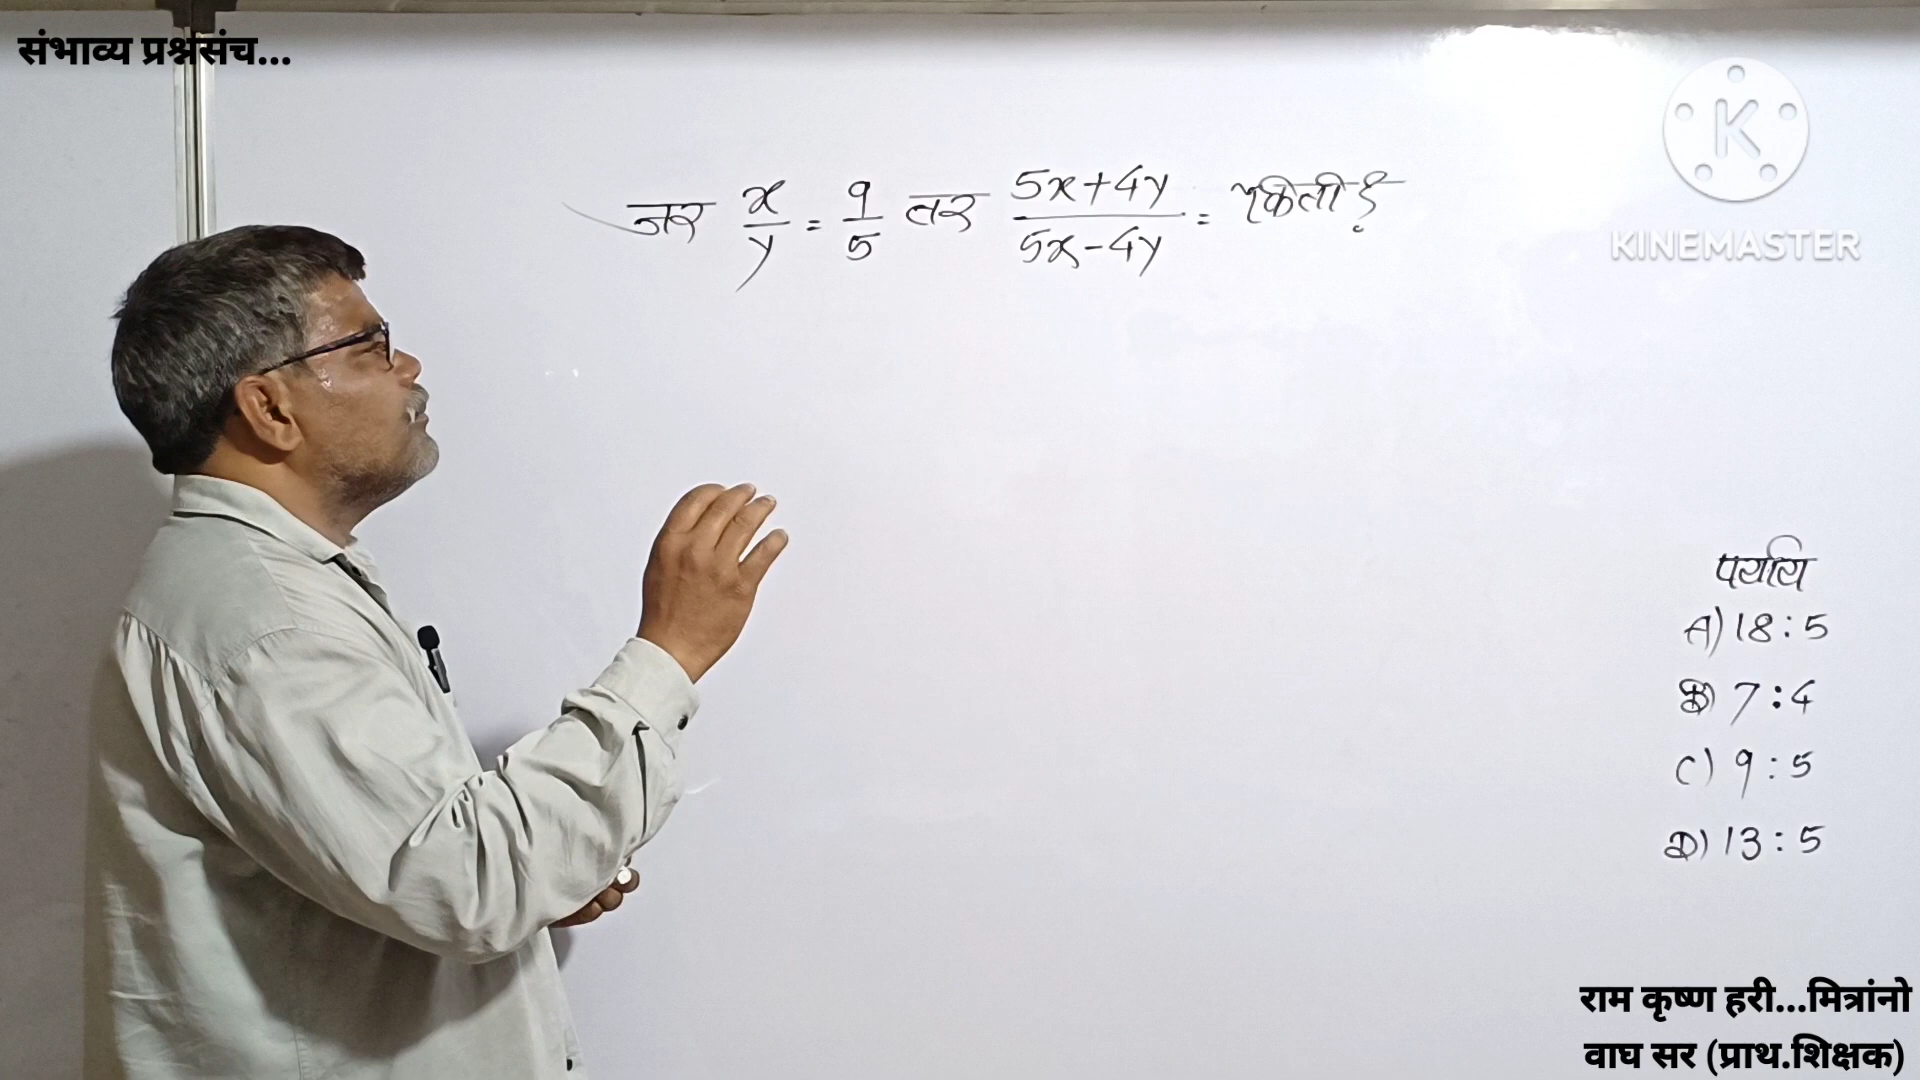 संभाव्य प्रश्नसंच...
K
KINEMASTER
जर x/y = 9/5 तर (5x+4y)/(5x-4y) = किती?
पर्याय
A) 18:5
B) 7:4
C) 9:5
D) 13:5
राम कृष्ण हरी...मित्रांनो
वाघ सर (प्राथ.शिक्षक)